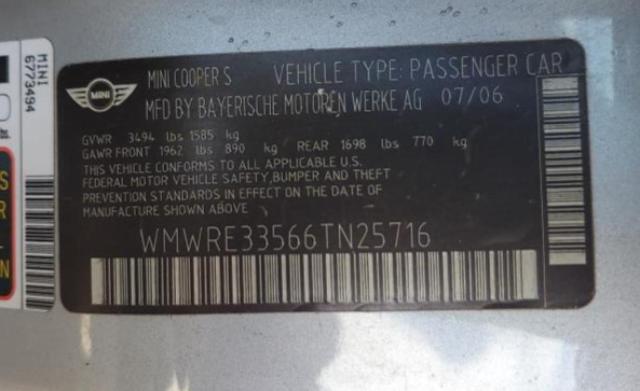 MINI
6773494
MINI
MINI COOPER S VEHICLE TYPE: PASSENGER CAR
MFD BY BAYERISCHE MOTOREN WERKE AG 07/06
GVWR 3494 lbs 1585 kg
GAWR FRONT 1962 lbs 890 kg REAR 1698 lbs 770 kg
THIS VEHICLE CONFORMS TO ALL APPLICABLE U.S.
FEDERAL MOTOR VEHICLE SAFETY,BUMPER AND THEFT
PREVENTION STANDARDS IN EFFECT ON THE DATE OF
MANUFACTURE SHOWN ABOVE
WMWRE33566TN25716